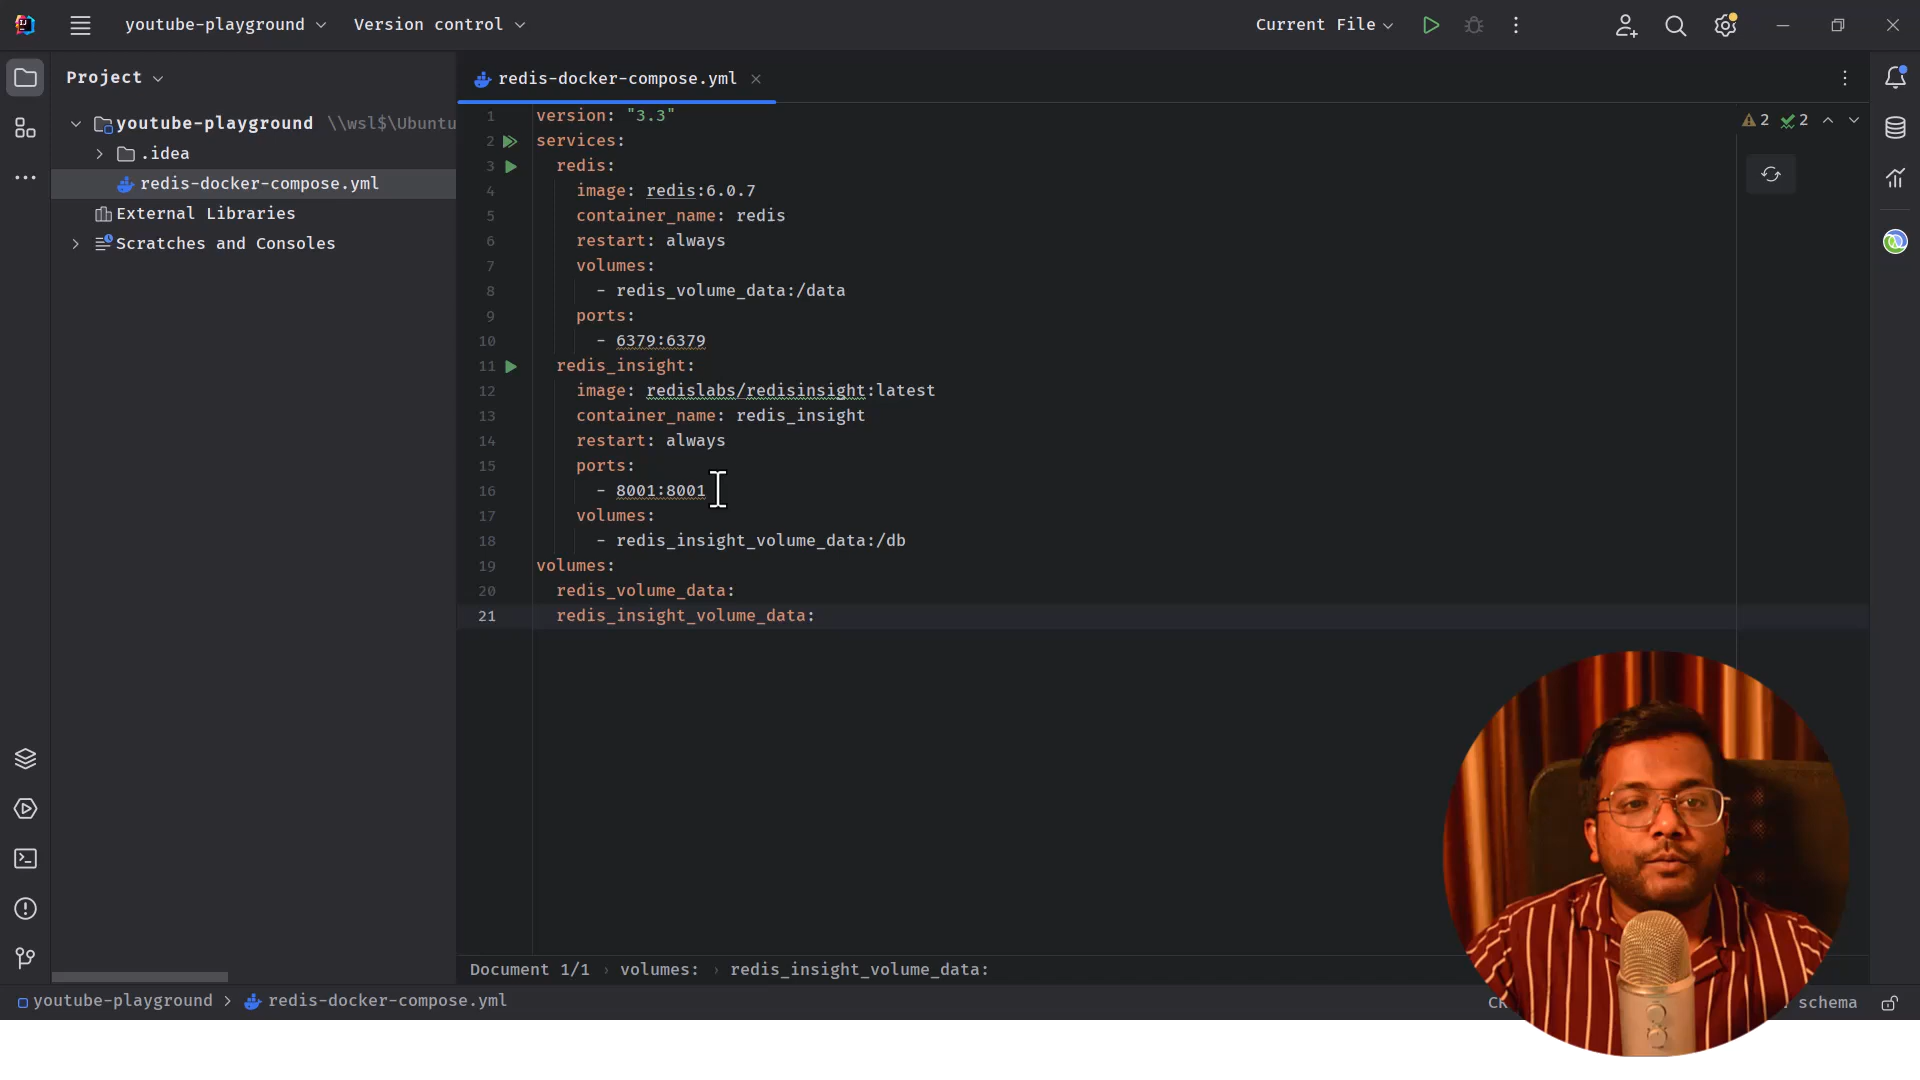 youtube-playground Version control Current File
Project
redis-docker-compose.yml
youtube-playground \\wsl$\Ubuntu
.idea
redis-docker-compose.yml
External Libraries
Scratches and Consoles
2 2
1 version: "3.3"
2 services:
3 redis:
4 image: redis:6.0.7
5 container_name: redis
6 restart: always
7 volumes:
8 - redis_volume_data:/data
9 ports:
10 - 6379:6379
11 redis_insight:
12 image: redislabs/redisinsight:latest
13 container_name: redis_insight
14 restart: always
15 ports:
16 - 8001:8001
17 volumes:
18 - redis_insight_volume_data:/db
19 volumes:
20 redis_volume_data:
21 redis_insight_volume_data:
Document 1/1 › volumes: › redis_insight_volume_data:
youtube-playground > redis-docker-compose.yml
schema